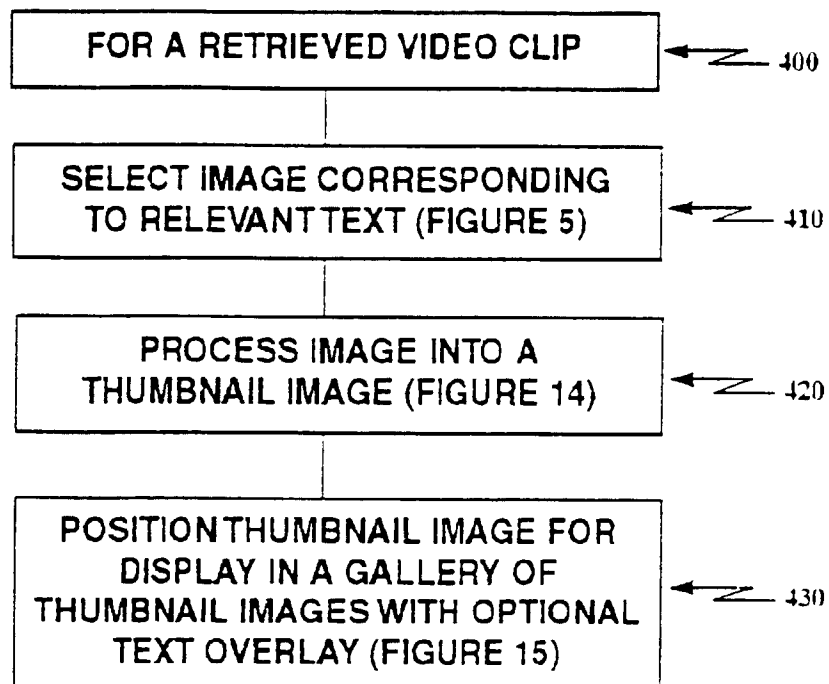 FOR A RETRIEVED VIDEO CLIP
400
SELECT IMAGE CORRESPONDING
TO RELEVANT TEXT (FIGURE 5)
410
PROCESS IMAGE INTO A
THUMBNAIL IMAGE (FIGURE 14)
420
POSITION THUMBNAIL IMAGE FOR
DISPLAY IN A GALLERY OF
THUMBNAIL IMAGES WITH OPTIONAL
TEXT OVERLAY (FIGURE 15)
430